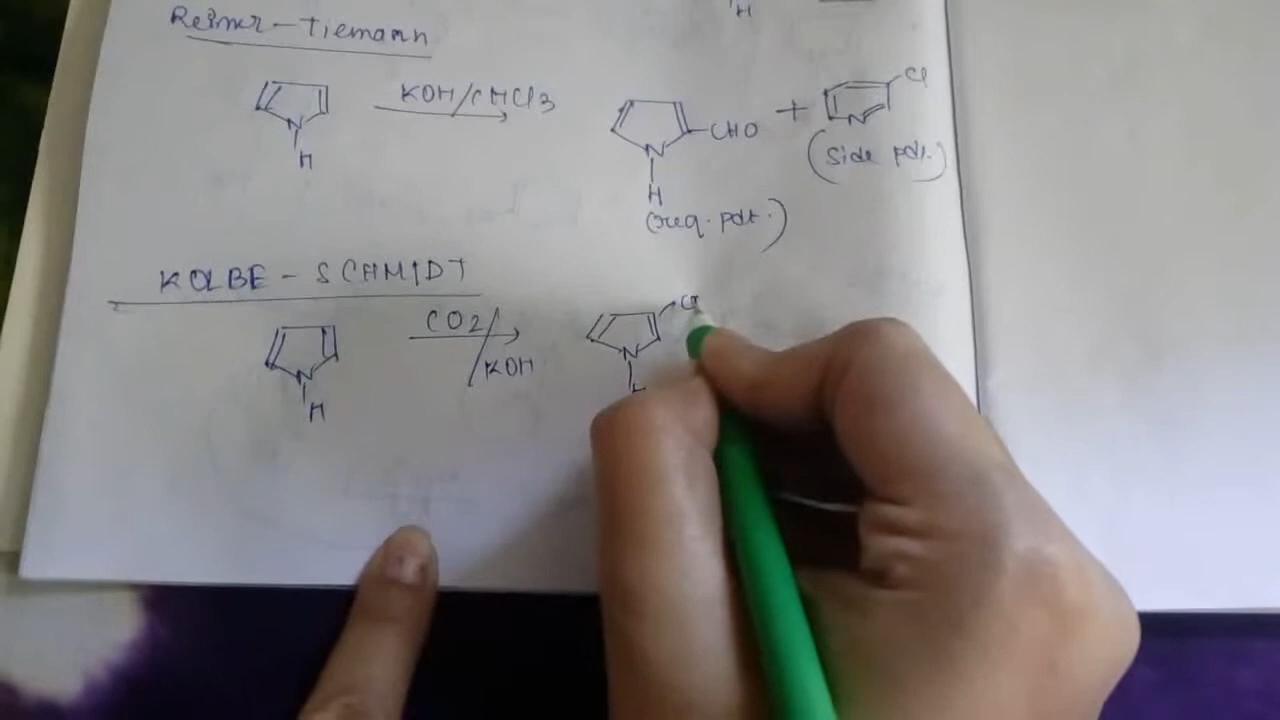 H
Reimer - Tiemann
KOH/CHCl3
N
H
CHO
N
H
+
Cl
N
(req. pdt.)
(Side pdt.)
KOLBE - SCHMIDT
CO2/KOH
N
H
N
H